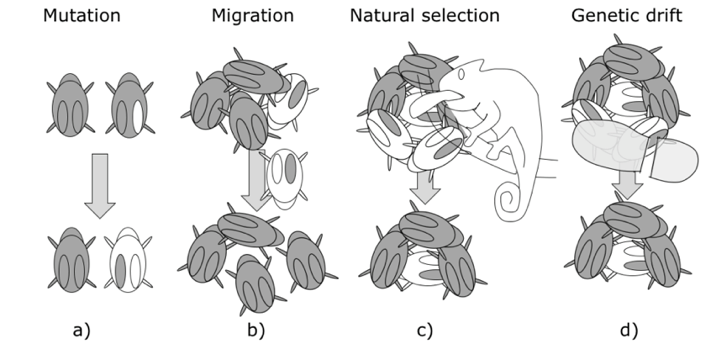 Mutation Migration Natural selection Genetic drift
a) b) c) d)